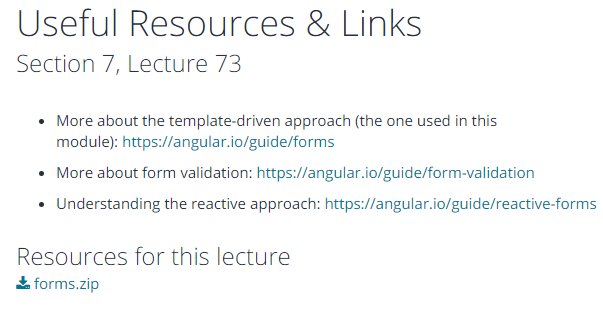 Useful Resources & Links
Section 7, Lecture 73
• More about the template-driven approach (the one used in this
module): https://angular.io/guide/forms
• More about form validation: https://angular.io/guide/form-validation
• Understanding the reactive approach: https://angular.io/guide/reactive-forms
Resources for this lecture
forms.zip